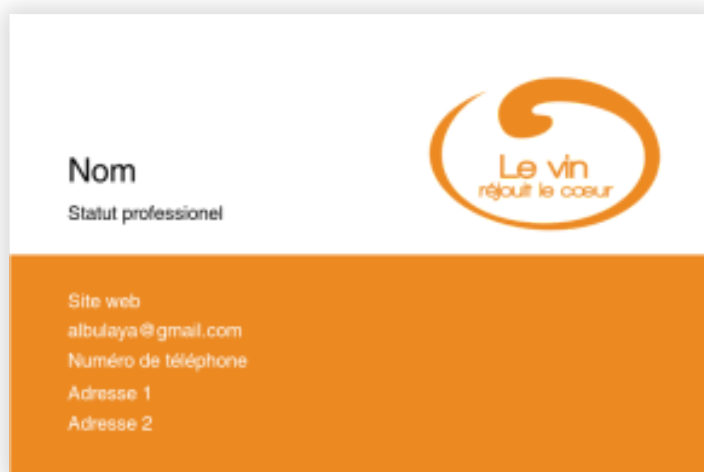 Nom
Statut professionel
Le vin
réjouit le cœur
Site web
albulaya@gmail.com
Numéro de téléphone
Adresse 1
Adresse 2